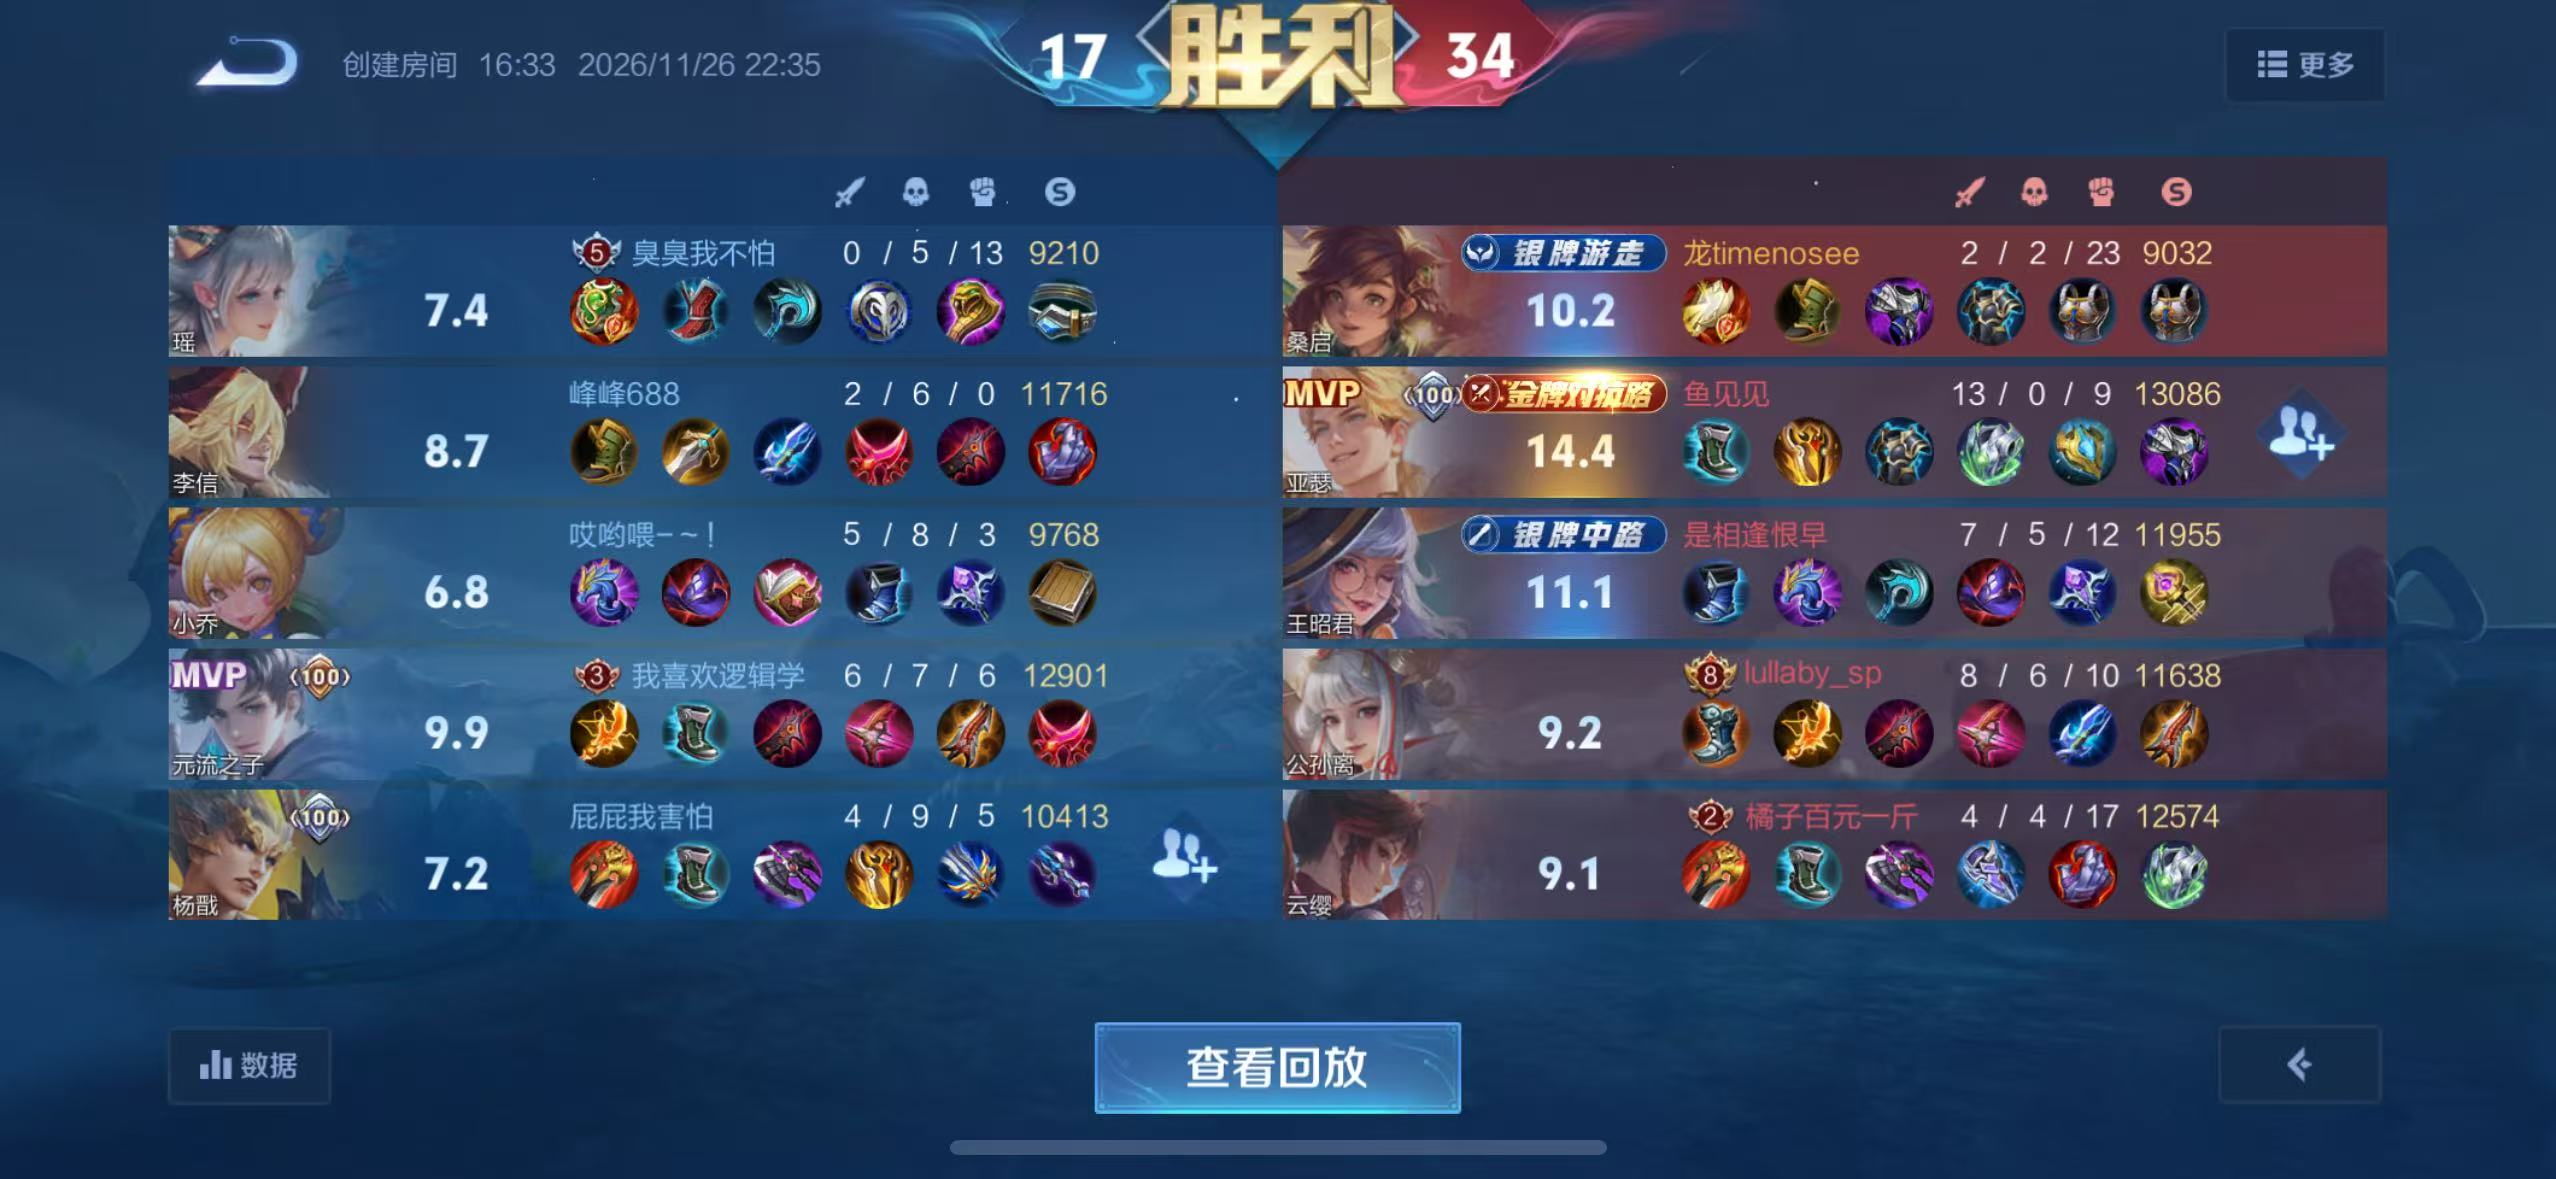 创建房间 16:33 2026/11/26 22:35
17 胜利 34
更多
5 臭臭我不怕 0 / 5 / 13 9210
7.4
瑶
峰峰688 2 / 6 / 0 11716
8.7
李信
哎哟喂-~! 5 / 8 / 3 9768
6.8
小乔
MVP 100 3 我喜欢逻辑学 6 / 7 / 6 12901
9.9
元流之子
100 屁屁我害怕 4 / 9 / 5 10413
7.2
杨戬
银牌游走 龙timenosee 2 / 2 / 23 9032
10.2
桑启
MVP 100 金牌对抗路 鱼见见 13 / 0 / 9 13086
14.4
亚瑟
银牌中路 是相逢恨早 7 / 5 / 12 11955
11.1
王昭君
8 lullaby_sp 8 / 6 / 10 11638
9.2
公孙离
2 橘子百元一斤 4 / 4 / 17 12574
9.1
云缨
数据
查看回放